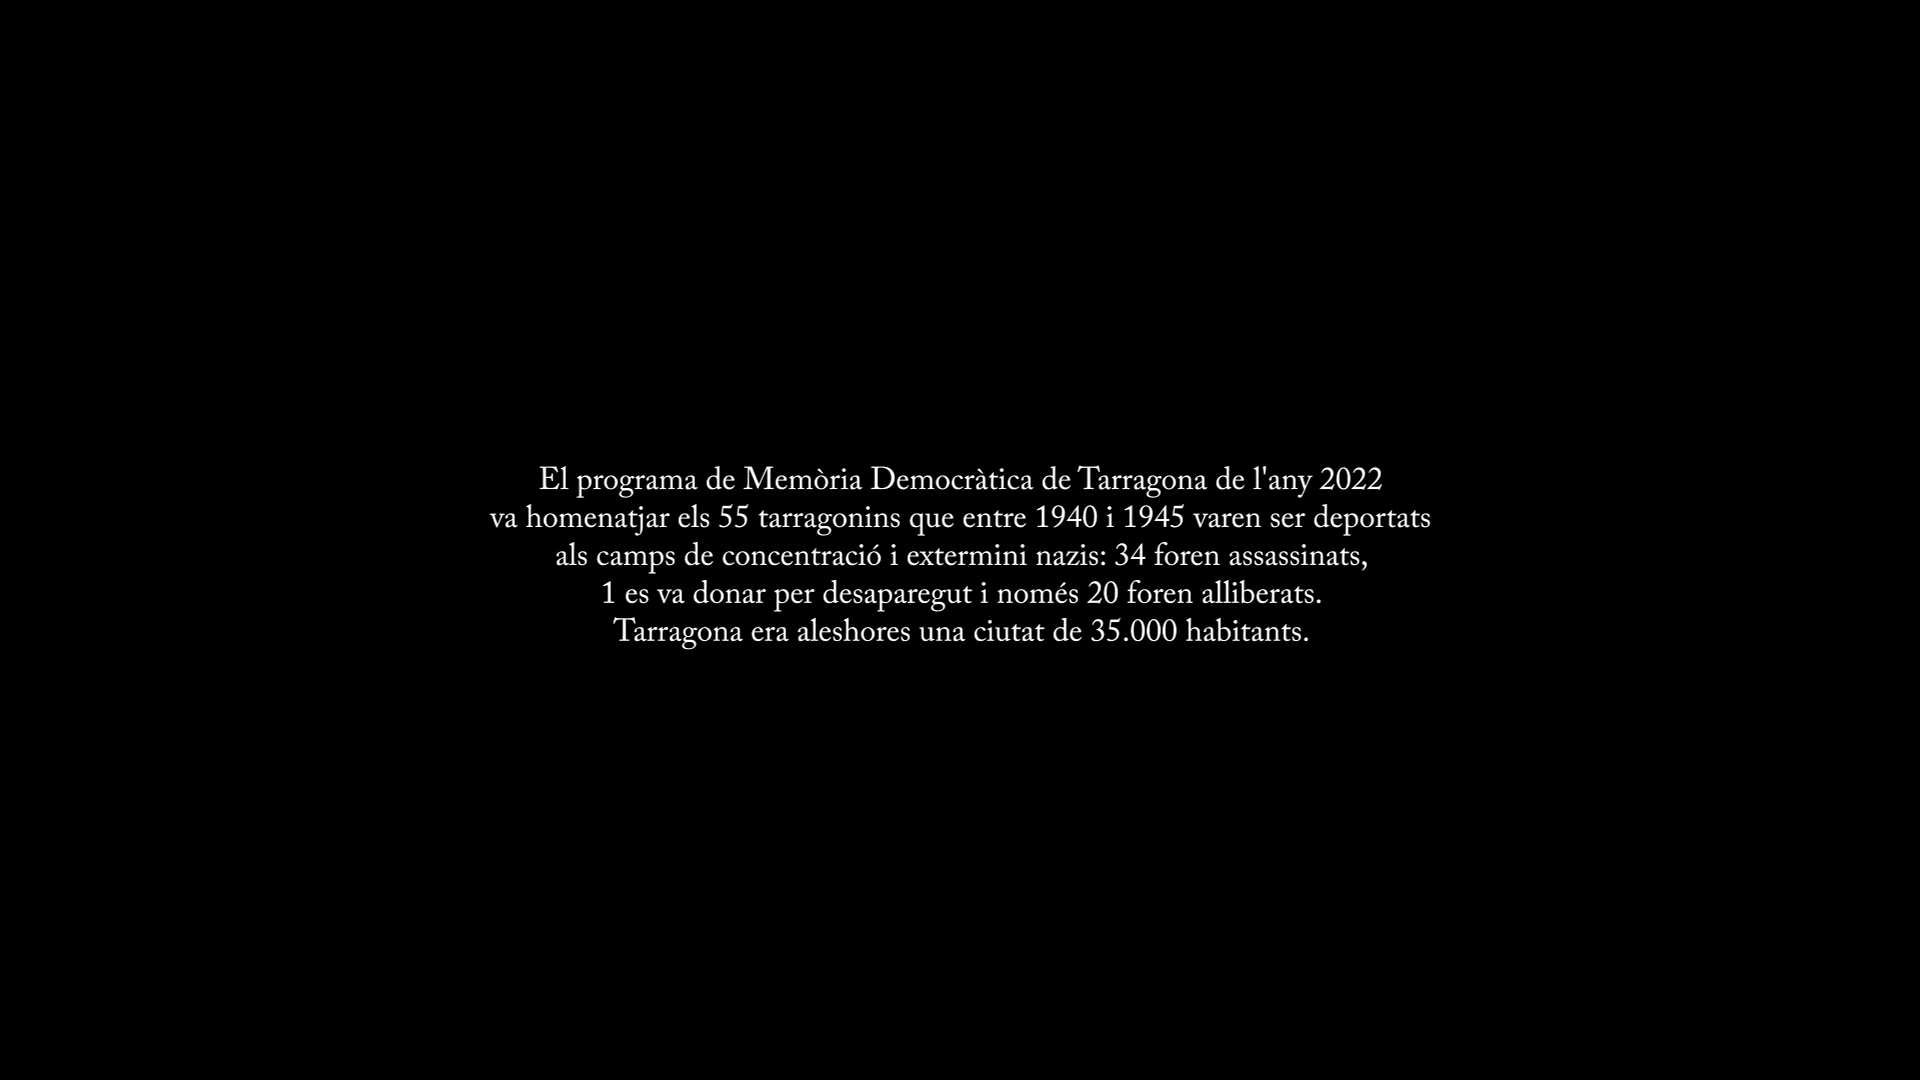 El programa de Memòria Democràtica de Tarragona de l'any 2022
va homenatjar els 55 tarragonins que entre 1940 i 1945 varen ser deportats
als camps de concentració i extermini nazis: 34 foren assassinats,
1 es va donar per desaparegut i només 20 foren alliberats.
Tarragona era aleshores una ciutat de 35.000 habitants.